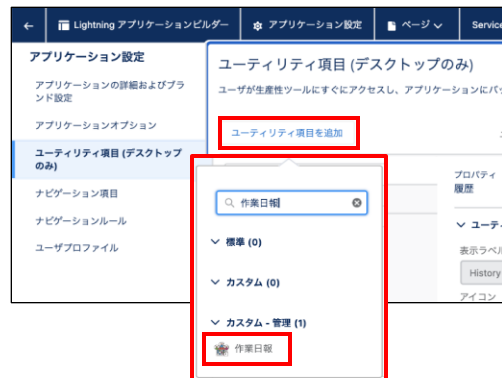 Lightning アプリケーションビルダー
アプリケーション設定
ページ
Service
アプリケーション設定
アプリケーションの詳細およびブラ
ンド設定
アプリケーションオプション
ユーティリティ項目 (デスクトップ
のみ)
ナビゲーション項目
ナビゲーションルール
ユーザプロファイル
ユーティリティ項目 (デスクトップのみ)
ユーザが生産性ツールにすぐにアクセスし、アプリケーションにバッ
ユーティリティ項目を追加
作業日報
標準 (0)
カスタム (0)
カスタム - 管理 (1)
作業日報
プロパティ
履歴
ユーテ
表示ラベル
History
アイコン